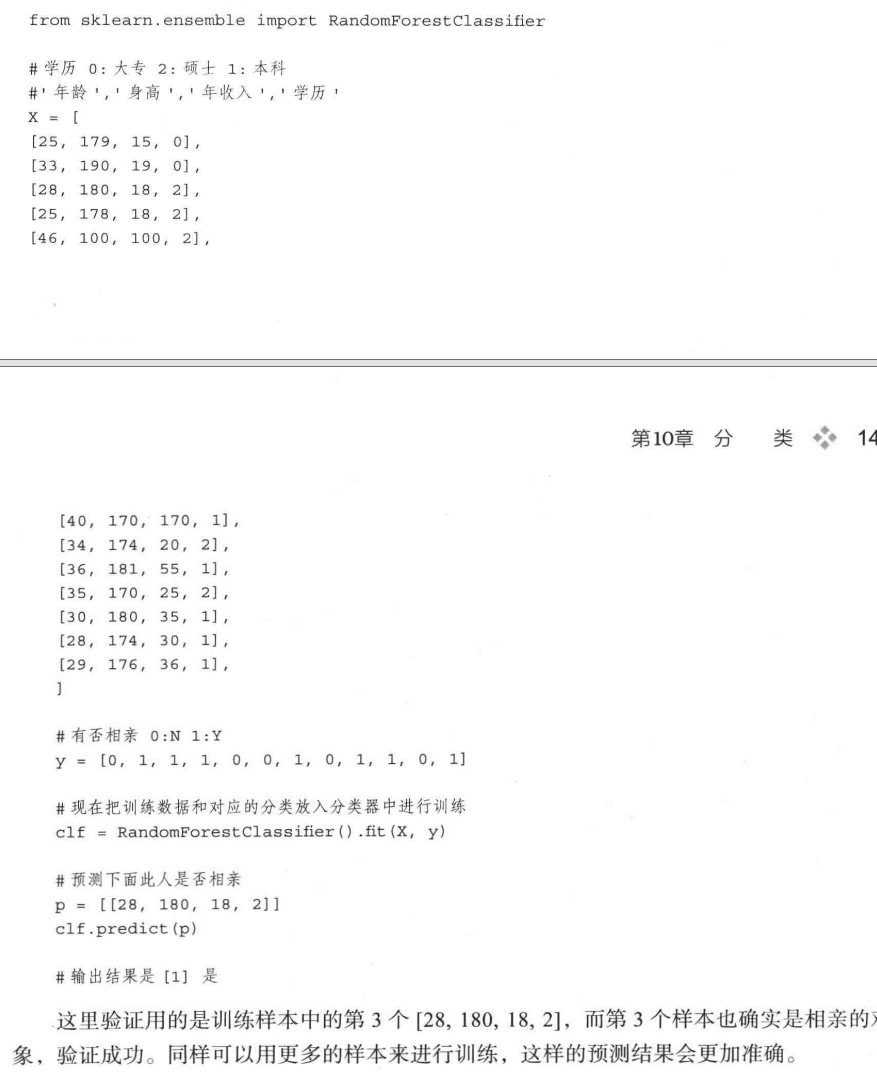 from sklearn.ensemble import RandomForestClassifier
# 学历 0: 大专 2: 硕士 1: 本科
#' 年龄 ',' 身高 ',' 年收入 ',' 学历 '
X = [
[25, 179, 15, 0],
[33, 190, 19, 0],
[28, 180, 18, 2],
[25, 178, 18, 2],
[46, 100, 100, 2],
第10章 分 类 14
[40, 170, 170, 1],
[34, 174, 20, 2],
[36, 181, 55, 1],
[35, 170, 25, 2],
[30, 180, 35, 1],
[28, 174, 30, 1],
[29, 176, 36, 1],
]
# 有否相亲 0:N 1:Y
y = [0, 1, 1, 1, 0, 0, 1, 0, 1, 1, 0, 1]
# 现在把训练数据和对应的分类放入分类器中进行训练
clf = RandomForestClassifier().fit(X, y)
# 预测下面此人是否相亲
p = [[28, 180, 18, 2]]
clf.predict(p)
# 输出结果是 [1] 是
这里验证用的是训练样本中的第 3 个 [28, 180, 18, 2]，而第 3 个样本也确实是相亲的
象，验证成功。同样可以用更多的样本来进行训练，这样的预测结果会更加准确。